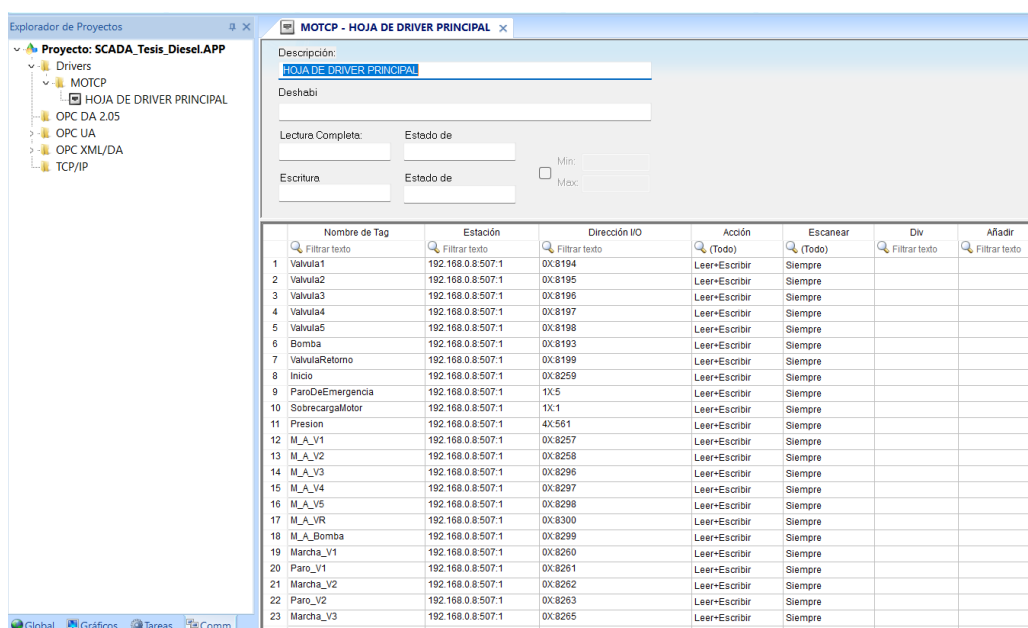 Explorador de Proyectos
Proyecto: SCADA_Tesis_Diesel.APP
Drivers
MOTCP
HOJA DE DRIVER PRINCIPAL
OPC DA 2.05
OPC UA
OPC XML/DA
TCP/IP
Global Gráficos Tareas Comm
MOTCP - HOJA DE DRIVER PRINCIPAL
Descripción:
HOJA DE DRIVER PRINCIPAL
Deshabi
Lectura Completa: Estado de
Min:
Escritura Estado de
Max:
Nombre de Tag Estación Dirección I/O Acción Escanear Div Añadir
Filtrar texto Filtrar texto Filtrar texto (Todo) (Todo) Filtrar texto Filtrar texto
1 Valvula1 192.168.0.8:507:1 0X:8194 Leer+Escribir Siempre
2 Valvula2 192.168.0.8:507:1 0X:8195 Leer+Escribir Siempre
3 Valvula3 192.168.0.8:507:1 0X:8196 Leer+Escribir Siempre
4 Valvula4 192.168.0.8:507:1 0X:8197 Leer+Escribir Siempre
5 Valvula5 192.168.0.8:507:1 0X:8198 Leer+Escribir Siempre
6 Bomba 192.168.0.8:507:1 0X:8193 Leer+Escribir Siempre
7 ValvulaRetorno 192.168.0.8:507:1 0X:8199 Leer+Escribir Siempre
8 Inicio 192.168.0.8:507:1 0X:8259 Leer+Escribir Siempre
9 ParoDeEmergencia 192.168.0.8:507:1 1X:5 Leer+Escribir Siempre
10 SobrecargaMotor 192.168.0.8:507:1 1X:1 Leer+Escribir Siempre
11 Presion 192.168.0.8:507:1 4X:561 Leer+Escribir Siempre
12 M_A_V1 192.168.0.8:507:1 0X:8257 Leer+Escribir Siempre
13 M_A_V2 192.168.0.8:507:1 0X:8258 Leer+Escribir Siempre
14 M_A_V3 192.168.0.8:507:1 0X:8296 Leer+Escribir Siempre
15 M_A_V4 192.168.0.8:507:1 0X:8297 Leer+Escribir Siempre
16 M_A_V5 192.168.0.8:507:1 0X:8298 Leer+Escribir Siempre
17 M_A_VR 192.168.0.8:507:1 0X:8300 Leer+Escribir Siempre
18 M_A_Bomba 192.168.0.8:507:1 0X:8299 Leer+Escribir Siempre
19 Marcha_V1 192.168.0.8:507:1 0X:8260 Leer+Escribir Siempre
20 Paro_V1 192.168.0.8:507:1 0X:8261 Leer+Escribir Siempre
21 Marcha_V2 192.168.0.8:507:1 0X:8262 Leer+Escribir Siempre
22 Paro_V2 192.168.0.8:507:1 0X:8263 Leer+Escribir Siempre
23 Marcha_V3 192.168.0.8:507:1 0X:8265 Leer+Escribir Siempre